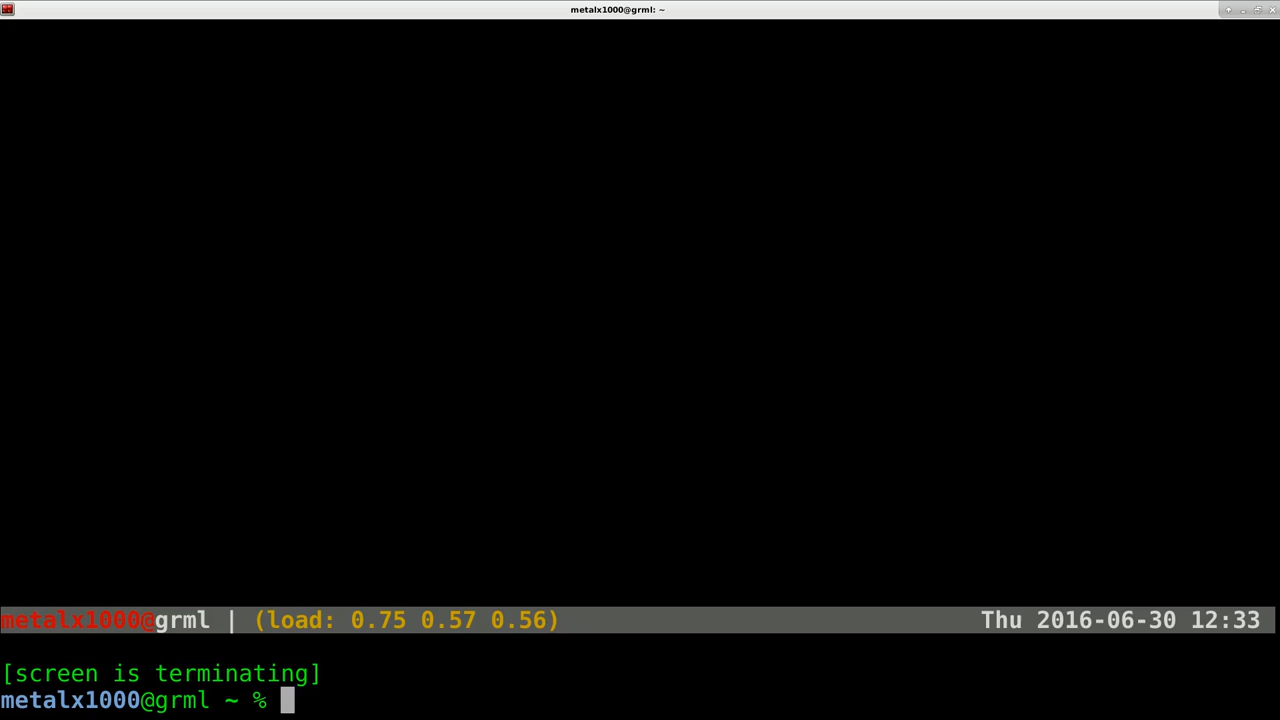 metalx1000@grml: ~
metalx1000@grml | (load: 0.75 0.57 0.56) Thu 2016-06-30 12:33
[screen is terminating]
metalx1000@grml ~ %